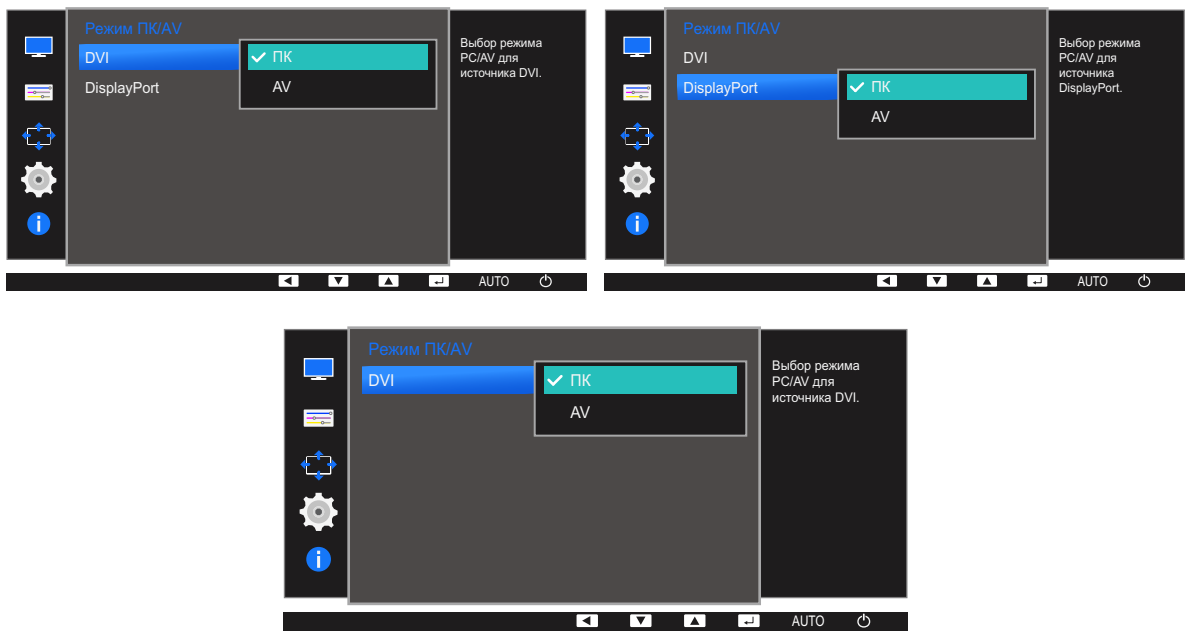 Режим ПК/AV
DVI
ПК
DisplayPort
AV
Выбор режима
PC/AV для
источника DVI.
AUTO
Режим ПК/AV
DVI
DisplayPort
ПК
AV
Выбор режима
PC/AV для
источника
DisplayPort.
AUTO
Режим ПК/AV
DVI
ПК
AV
Выбор режима
PC/AV для
источника DVI.
AUTO